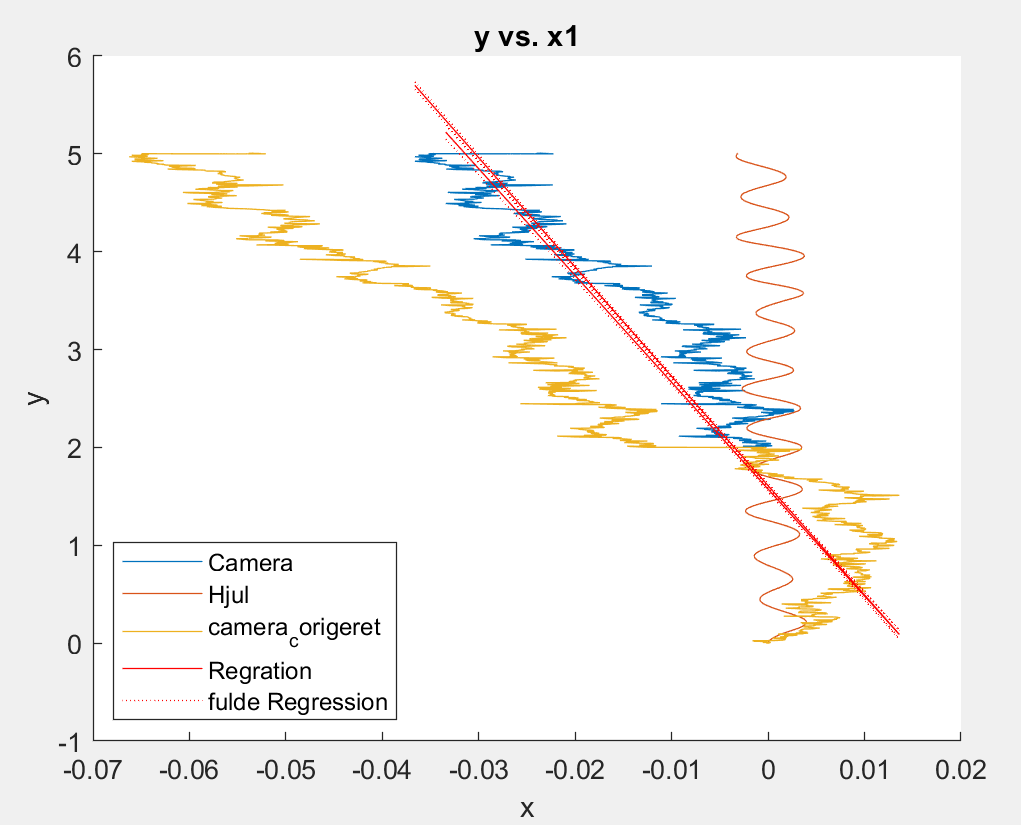 y vs. x1
6
5
4
3
2
1
0
-1
y
Camera
Hjul
camera_corigeret
Regration
fulde Regression
-0.07 -0.06 -0.05 -0.04 -0.03 -0.02 -0.01 0 0.01 0.02
x